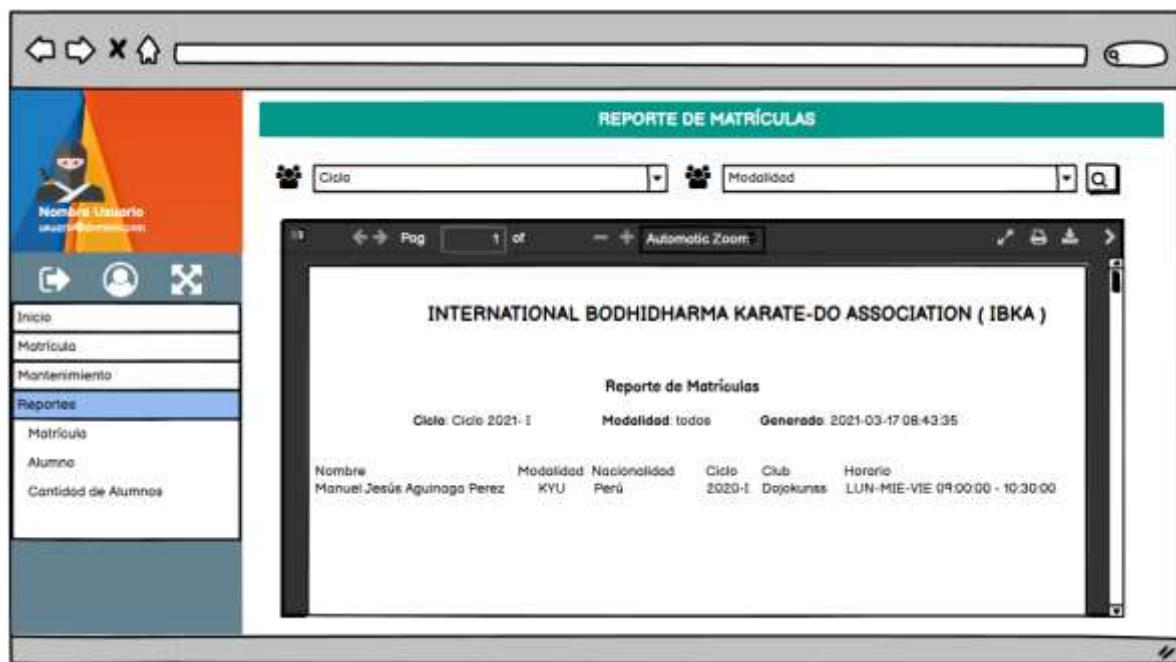 REPORTE DE MATRÍCULAS
Ciclo
Modalidad
Nombre Usuario
Pag 1 of
Automatic Zoom
Inicio
Matrícula
Mantenimiento
Reportes
Matrícula
Alumno
Cantidad de Alumnos
INTERNATIONAL BODHIDHARMA KARATE-DO ASSOCIATION ( IBKA )
Reporte de Matrículas
Ciclo: Ciclo 2021- I Modalidad: todos Generado: 2021-03-17 08:43:35
Nombre Modalidad Nacionalidad Ciclo Club Horario
Manuel Jesús Aguinaga Perez KYU Perú 2020-I Dojokunss LUN-MIE-VIE 09:00:00 - 10:30:00